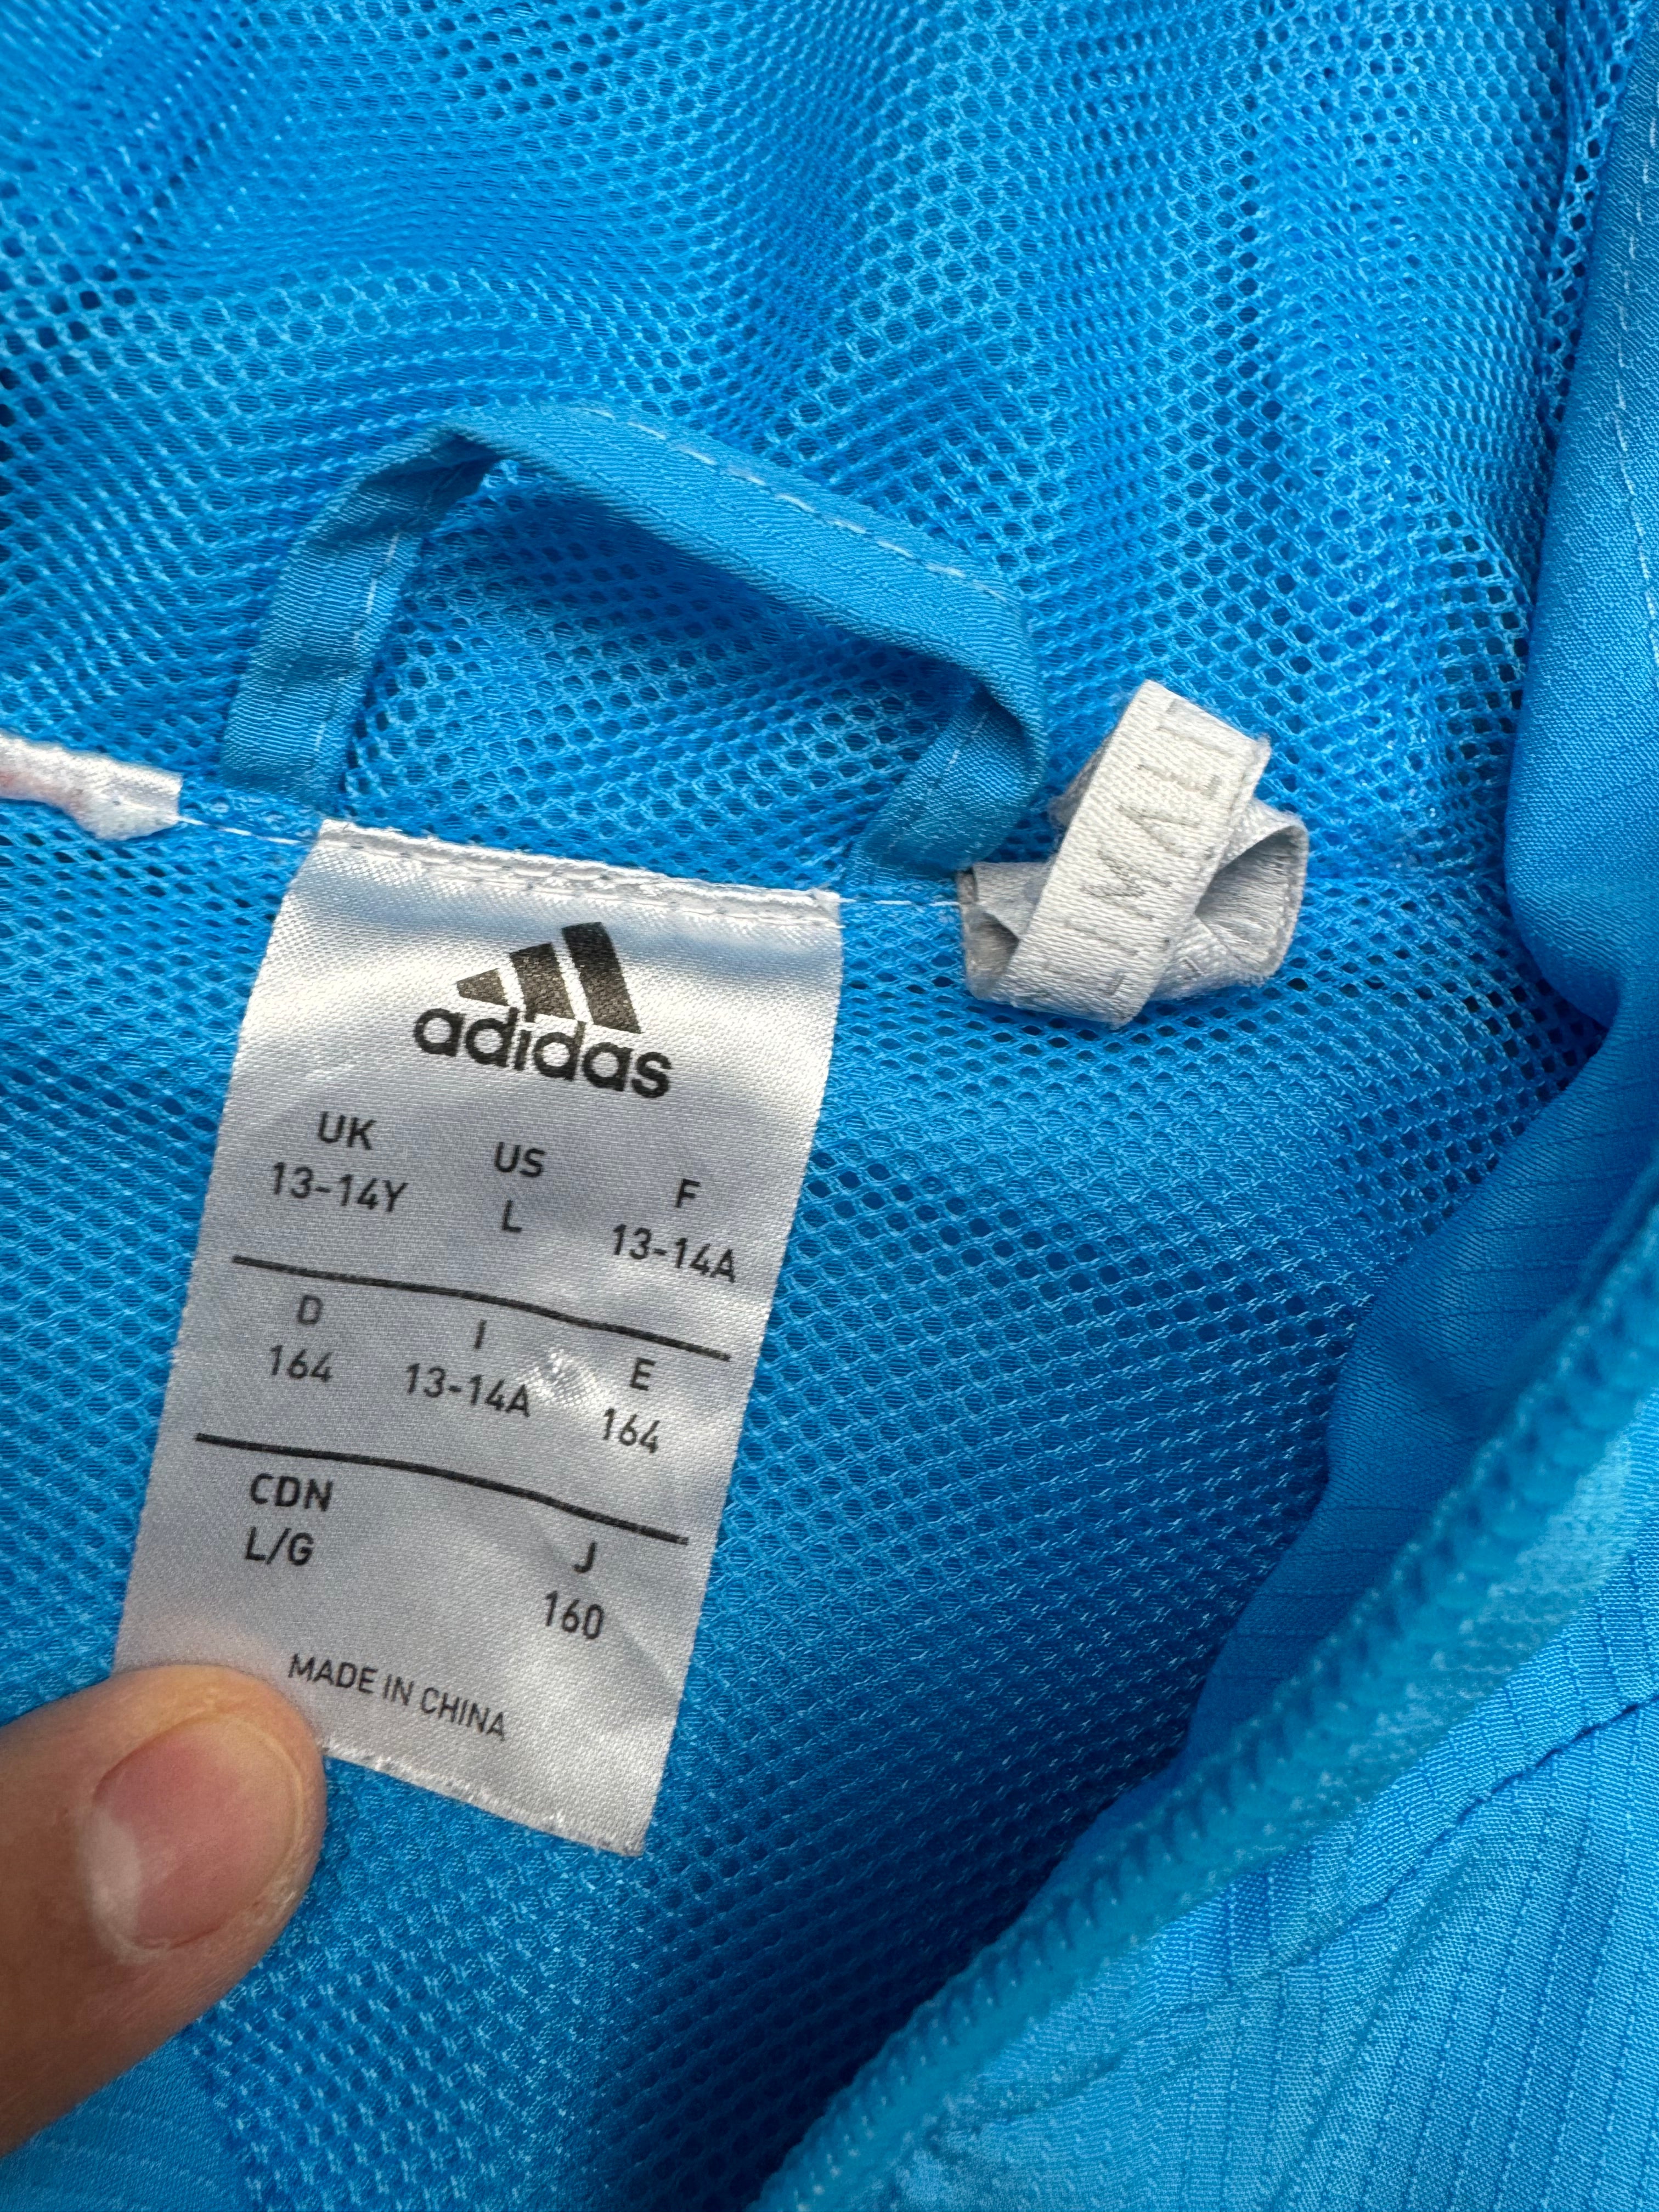 adidas
UK US F
13-14Y L 13-14A
D I E
164 13-14A 164
CDN J
L/G 160
MADE IN CHINA